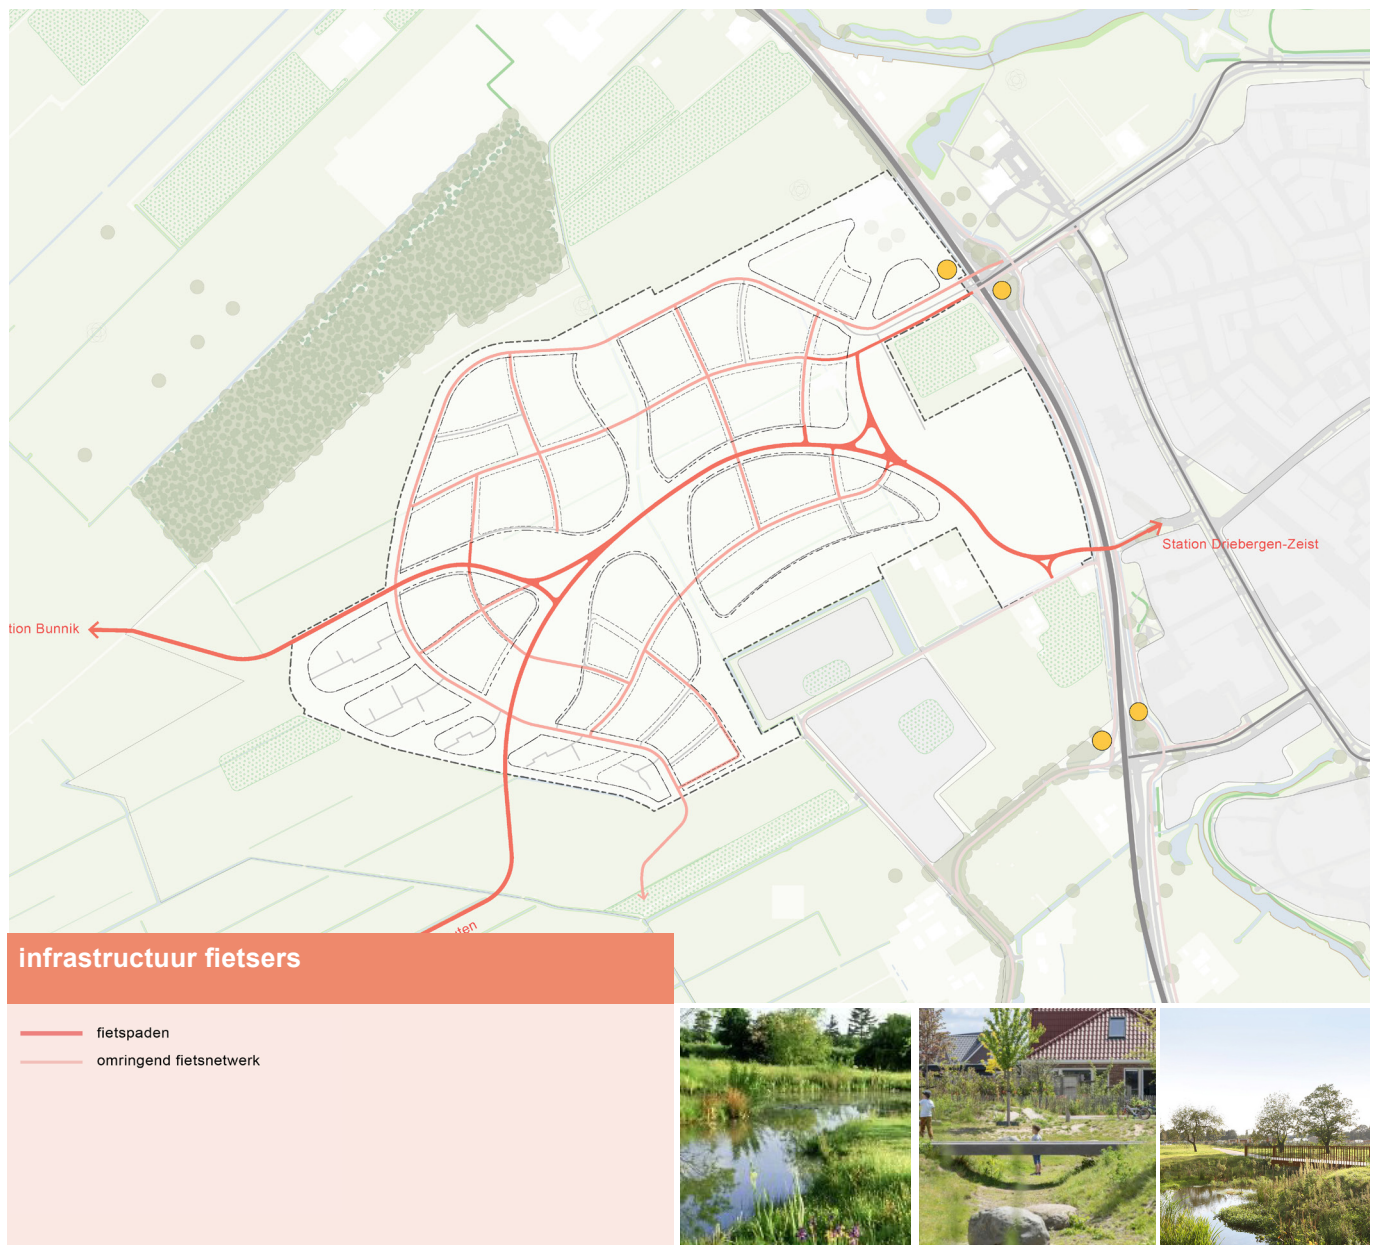 Station Driebergen-Zeist
tion Bunnik
infrastructuur fietsers
fietspaden
omringend fietsnetwerk